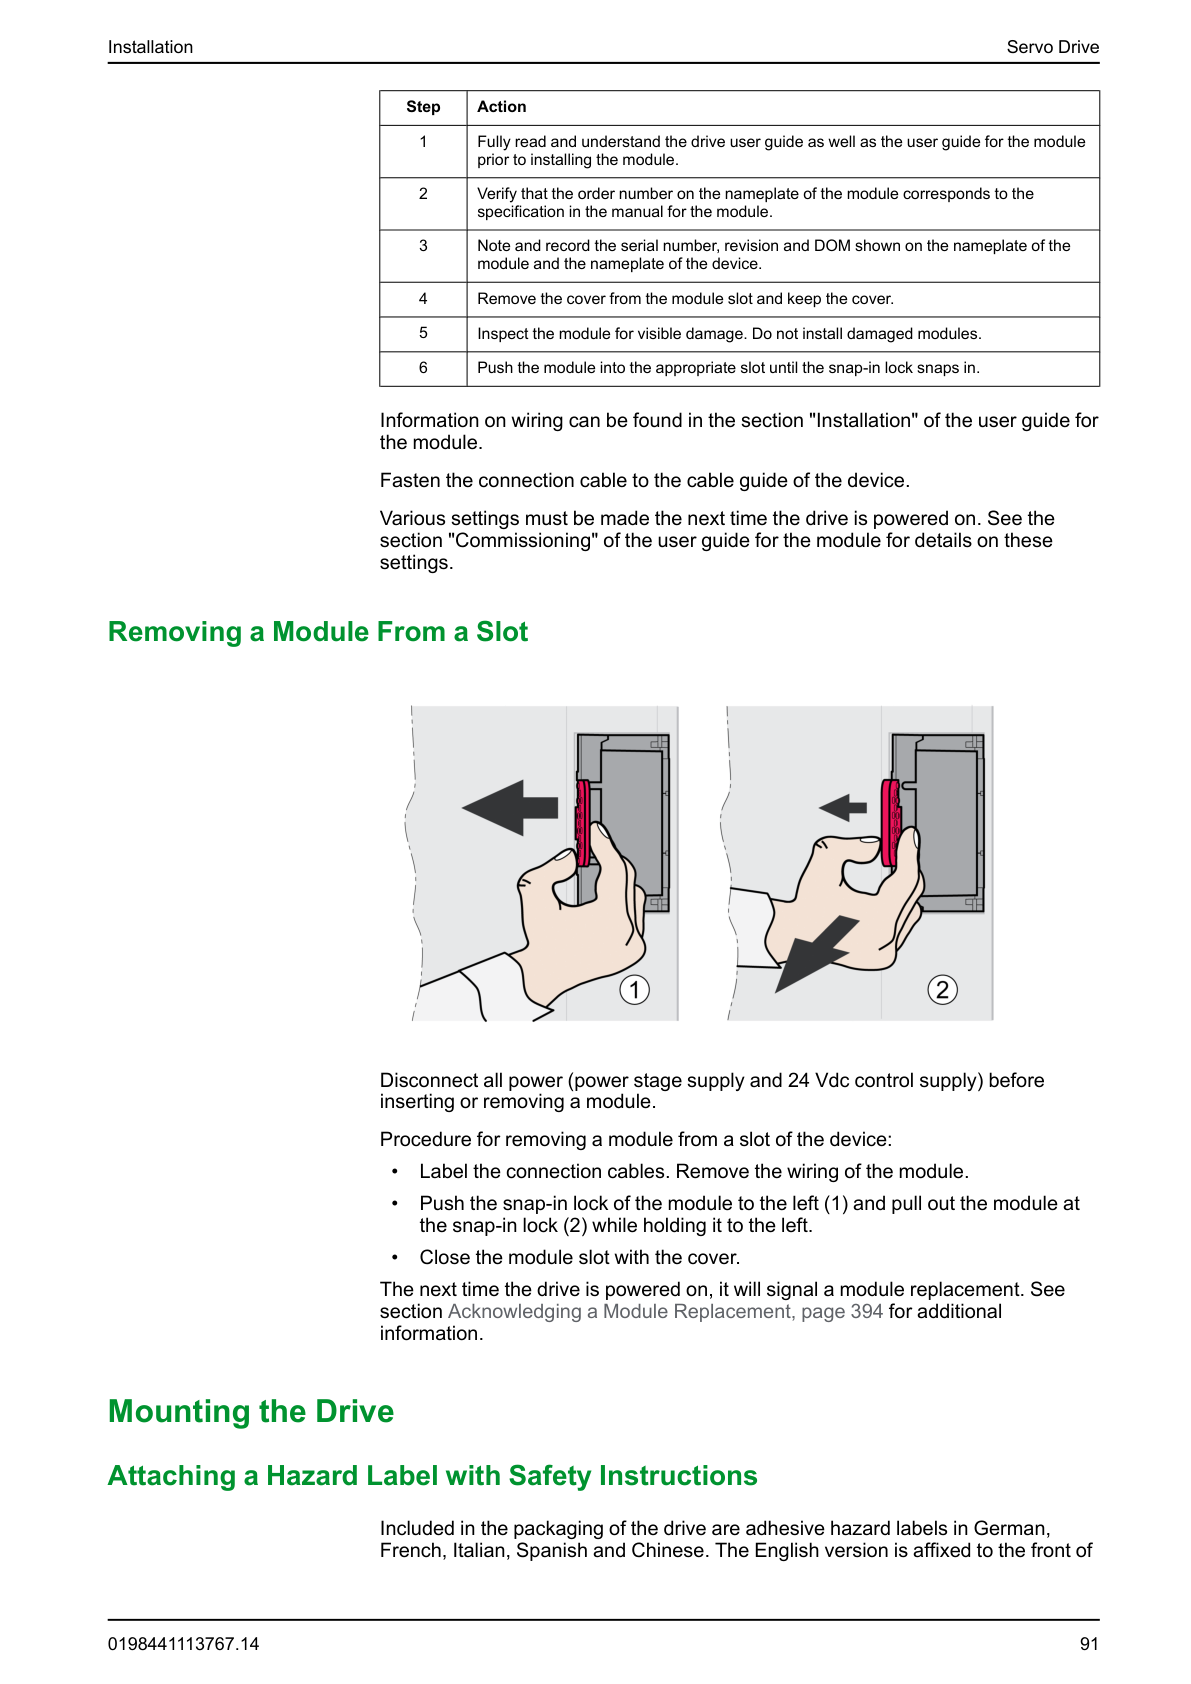 Installation
Servo Drive
Step Action
1 Fully read and understand the drive user guide as well as the user guide for the module
prior to installing the module.
2 Verify that the order number on the nameplate of the module corresponds to the
specification in the manual for the module.
3 Note and record the serial number, revision and DOM shown on the nameplate of the
module and the nameplate of the device.
4 Remove the cover from the module slot and keep the cover.
5 Inspect the module for visible damage. Do not install damaged modules.
6 Push the module into the appropriate slot until the snap-in lock snaps in.
Information on wiring can be found in the section "Installation" of the user guide for
the module.
Fasten the connection cable to the cable guide of the device.
Various settings must be made the next time the drive is powered on. See the
section "Commissioning" of the user guide for the module for details on these
settings.
Removing a Module From a Slot
1
2
Disconnect all power (power stage supply and 24 Vdc control supply) before
inserting or removing a module.
Procedure for removing a module from a slot of the device:
• Label the connection cables. Remove the wiring of the module.
• Push the snap-in lock of the module to the left (1) and pull out the module at
the snap-in lock (2) while holding it to the left.
• Close the module slot with the cover.
The next time the drive is powered on, it will signal a module replacement. See
section Acknowledging a Module Replacement, page 394 for additional
information.
Mounting the Drive
Attaching a Hazard Label with Safety Instructions
Included in the packaging of the drive are adhesive hazard labels in German,
French, Italian, Spanish and Chinese. The English version is affixed to the front of
0198441113767.14
91